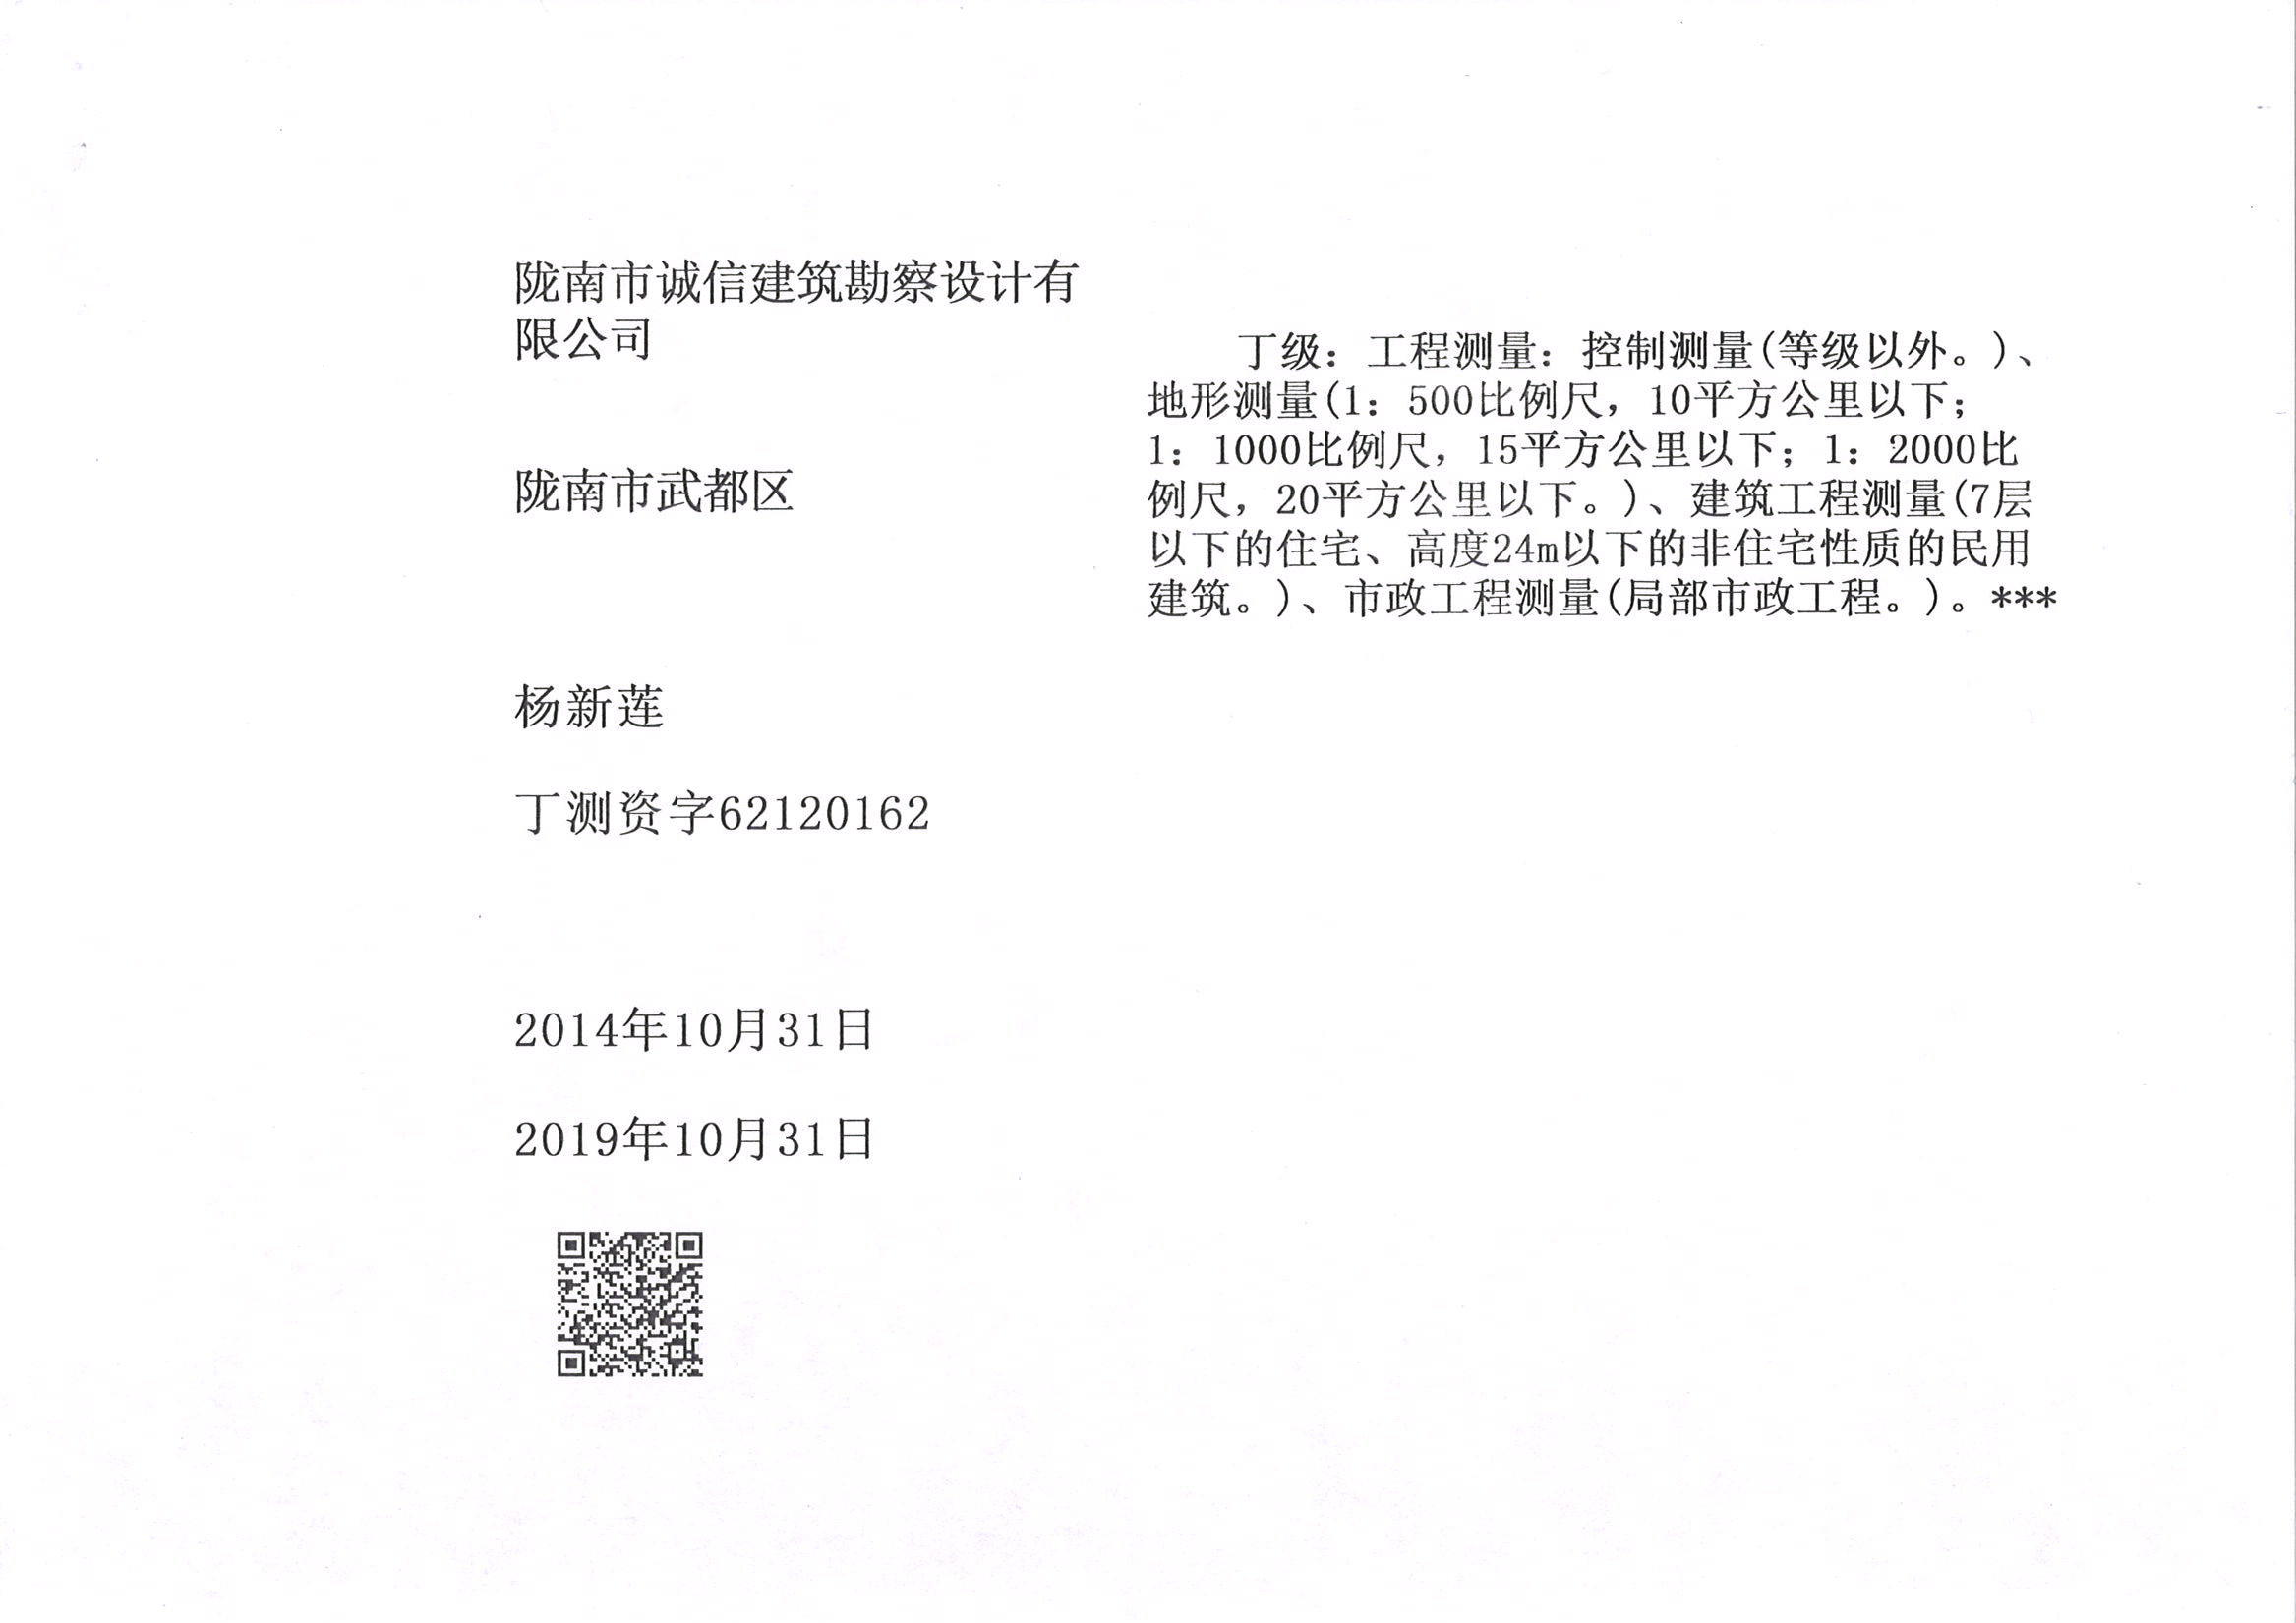 陇南市诚信建筑勘察设计有
限公司
陇南市武都区
杨新莲
丁测资字62120162
2014年10月31日
2019年10月31日
丁级：工程测量：控制测量(等级以外。)、
地形测量(1：500比例尺，10平方公里以下；
1：1000比例尺，15平方公里以下；1：2000比
例尺，20平方公里以下。)、建筑工程测量(7层
以下的住宅、高度24m以下的非住宅性质的民用
建筑。)、市政工程测量(局部市政工程。)。***